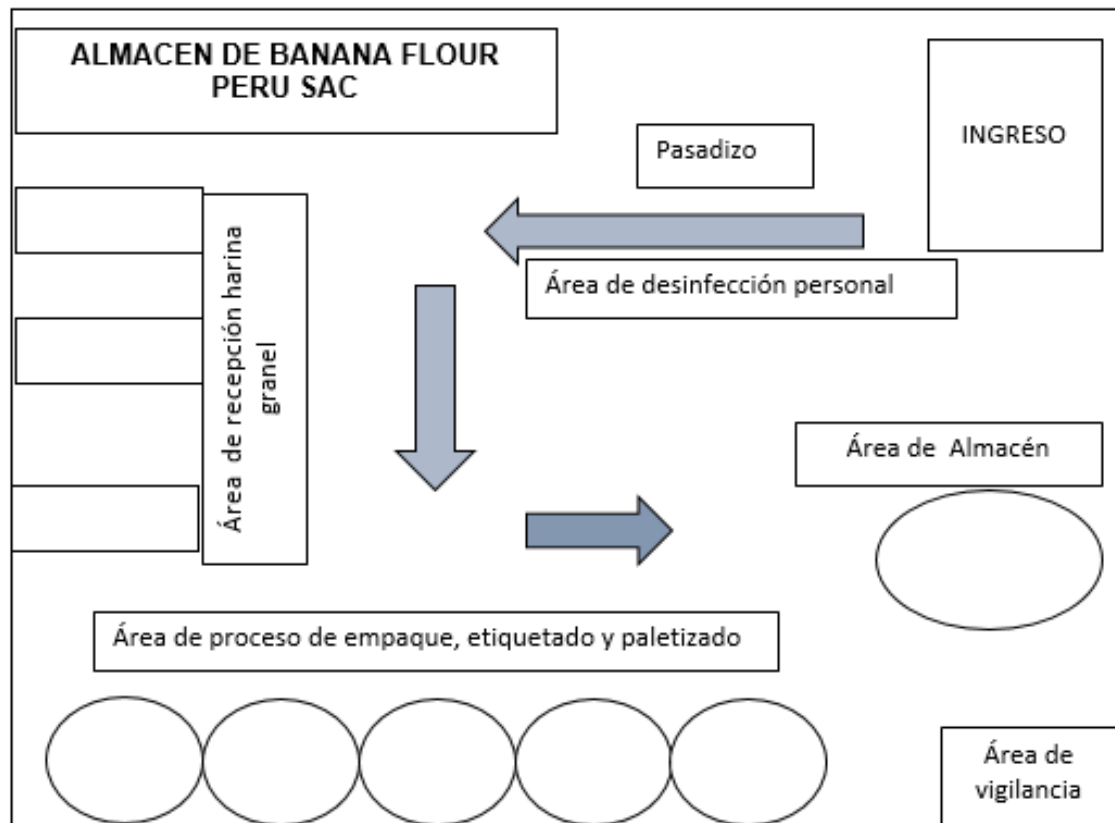 ALMACEN DE BANANA FLOUR
PERU SAC
INGRESO
Pasadizo
Área de desinfección personal
Área de recepción harina
granel
Área de Almacén
Área de proceso de empaque, etiquetado y paletizado
Área de
vigilancia